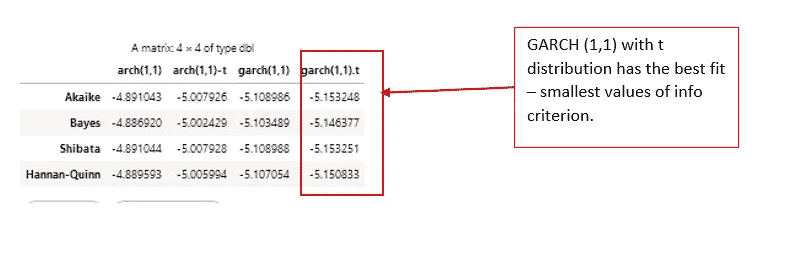 A matrix: 4 × 4 of type dbl
arch(1,1) arch(1,1)-t garch(1,1) garch(1,1).t
Akaike -4.891043 -5.007926 -5.108986 -5.153248
Bayes -4.886920 -5.002429 -5.103489 -5.146377
Shibata -4.891044 -5.007928 -5.108988 -5.153251
Hannan-Quinn -4.889593 -5.005994 -5.107054 -5.150833
GARCH (1,1) with t
distribution has the best fit
– smallest values of info
criterion.